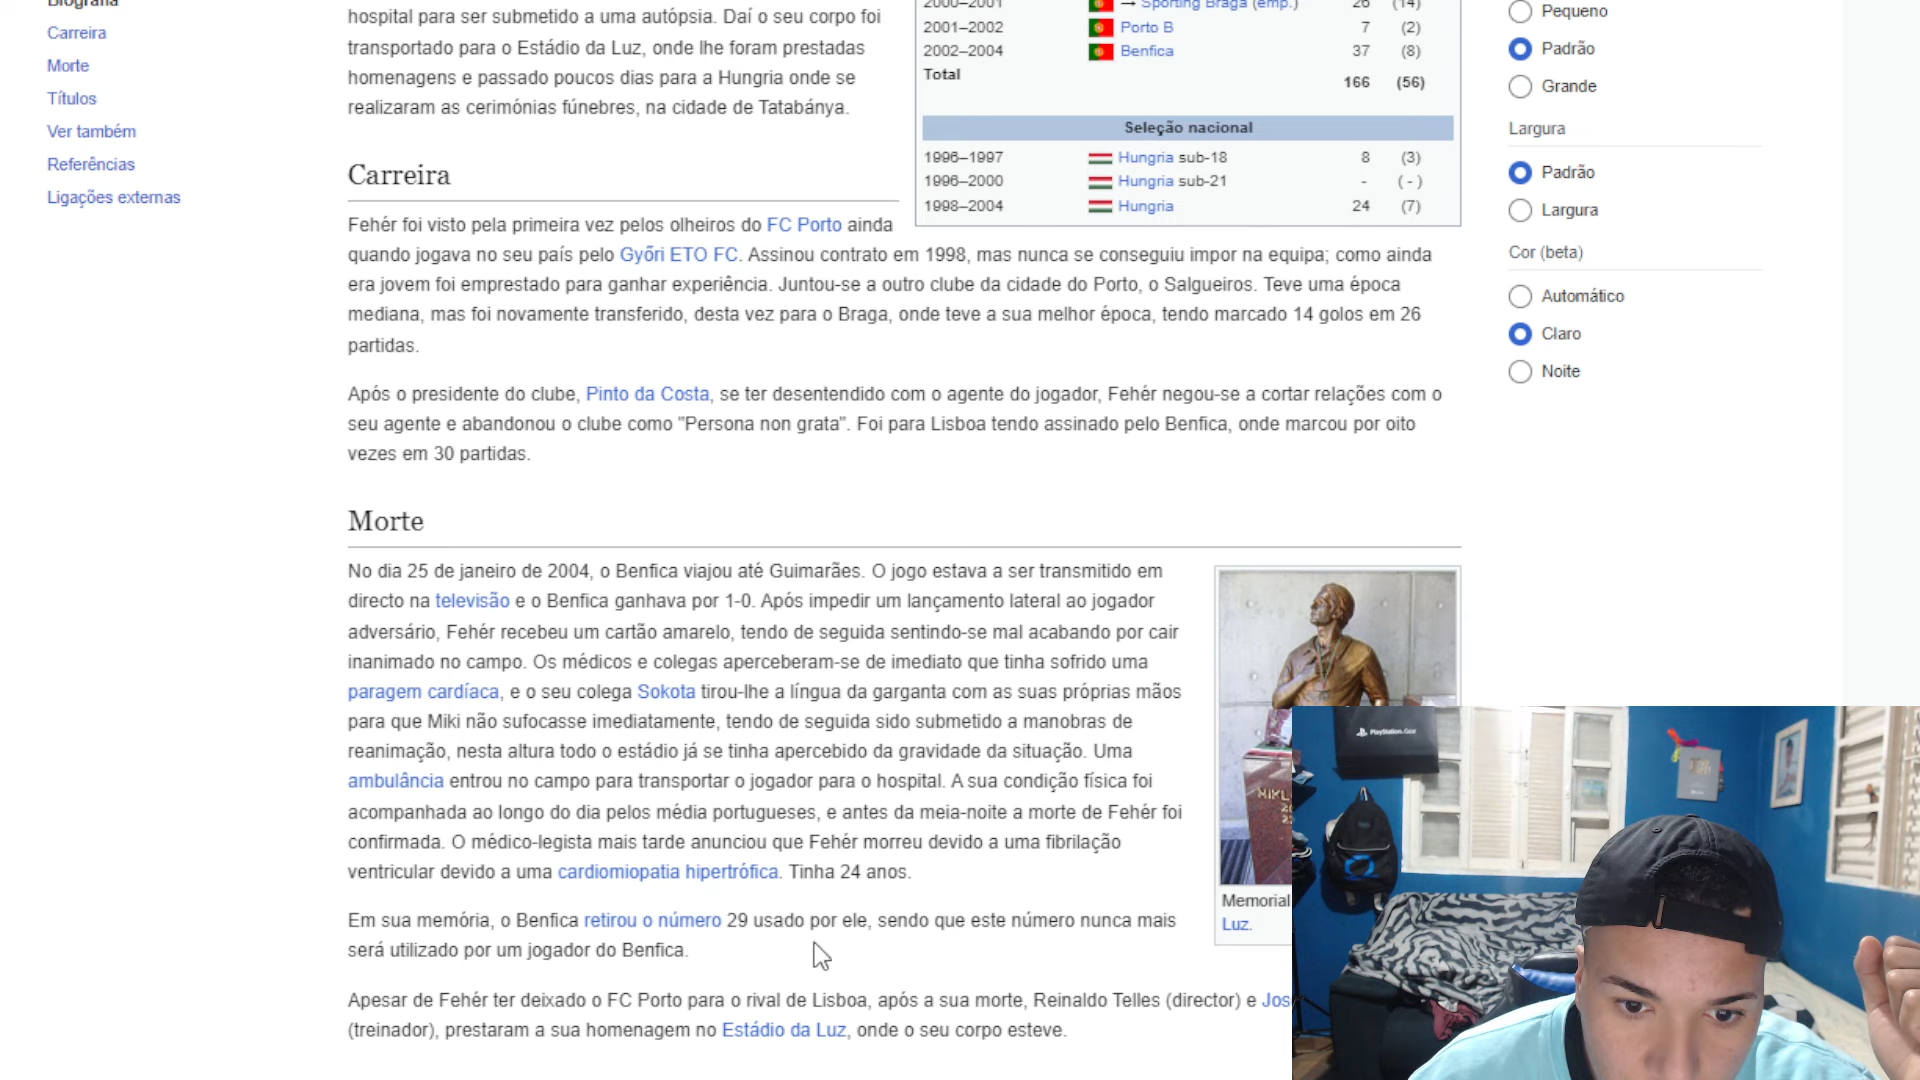 Biografia
Carreira
Morte
Títulos
Ver também
Referências
Ligações externas
hospital para ser submetido a uma autópsia. Daí o seu corpo foi
transportado para o Estádio da Luz, onde lhe foram prestadas
homenagens e passado poucos dias para a Hungria onde se
realizaram as cerimónias fúnebres, na cidade de Tatabánya.
2000–2001 → Sporting Braga (emp.) 26 (14)
2001–2002 Porto B 7 (2)
2002–2004 Benfica 37 (8)
Total 166 (56)
Seleção nacional
1996–1997 Hungria sub-18 8 (3)
1996–2000 Hungria sub-21 - ( - )
1998–2004 Hungria 24 (7)
Carreira
Fehér foi visto pela primeira vez pelos olheiros do FC Porto ainda
quando jogava no seu país pelo Győri ETO FC. Assinou contrato em 1998, mas nunca se conseguiu impor na equipa; como ainda
era jovem foi emprestado para ganhar experiência. Juntou-se a outro clube da cidade do Porto, o Salgueiros. Teve uma época
mediana, mas foi novamente transferido, desta vez para o Braga, onde teve a sua melhor época, tendo marcado 14 golos em 26
partidas.
Após o presidente do clube, Pinto da Costa, se ter desentendido com o agente do jogador, Fehér negou-se a cortar relações com o
seu agente e abandonou o clube como "Persona non grata". Foi para Lisboa tendo assinado pelo Benfica, onde marcou por oito
vezes em 30 partidas.
Morte
No dia 25 de janeiro de 2004, o Benfica viajou até Guimarães. O jogo estava a ser transmitido em
directo na televisão e o Benfica ganhava por 1-0. Após impedir um lançamento lateral ao jogador
adversário, Fehér recebeu um cartão amarelo, tendo de seguida sentindo-se mal acabando por cair
inanimado no campo. Os médicos e colegas aperceberam-se de imediato que tinha sofrido uma
paragem cardíaca, e o seu colega Sokota tirou-lhe a língua da garganta com as suas próprias mãos
para que Miki não sufocasse imediatamente, tendo de seguida sido submetido a manobras de
reanimação, nesta altura todo o estádio já se tinha apercebido da gravidade da situação. Uma
ambulância entrou no campo para transportar o jogador para o hospital. A sua condição física foi
acompanhada ao longo do dia pelos média portugueses, e antes da meia-noite a morte de Fehér foi
confirmada. O médico-legista mais tarde anunciou que Fehér morreu devido a uma fibrilação
ventricular devido a uma cardiomiopatia hipertrófica. Tinha 24 anos.
Em sua memória, o Benfica retirou o número 29 usado por ele, sendo que este número nunca mais
será utilizado por um jogador do Benfica.
Apesar de Fehér ter deixado o FC Porto para o rival de Lisboa, após a sua morte, Reinaldo Telles (director) e Jos
(treinador), prestaram a sua homenagem no Estádio da Luz, onde o seu corpo esteve.
Memorial
Luz.
Pequeno
Padrão
Grande
Largura
Padrão
Largura
Cor (beta)
Automático
Claro
Noite
PlayStation.Gear